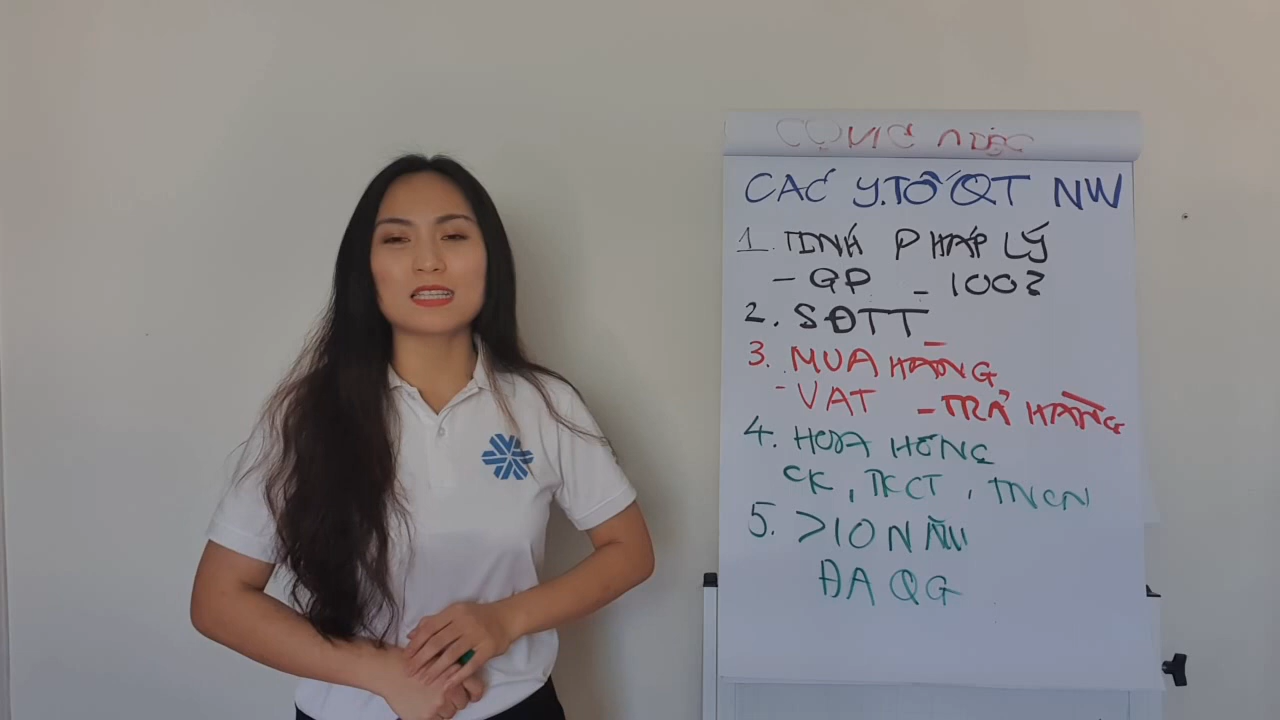 CÁC Y.TỐ QT NW
1. TÍNH PHÁP LÝ
- GP - 100%
2. SĐTT
3. MUA HÀNG
- VAT - TRẢ HÀNG
4. HOA HỒNG
CK, TKCT, TNCN
5. >10 NĂM
ĐA QG